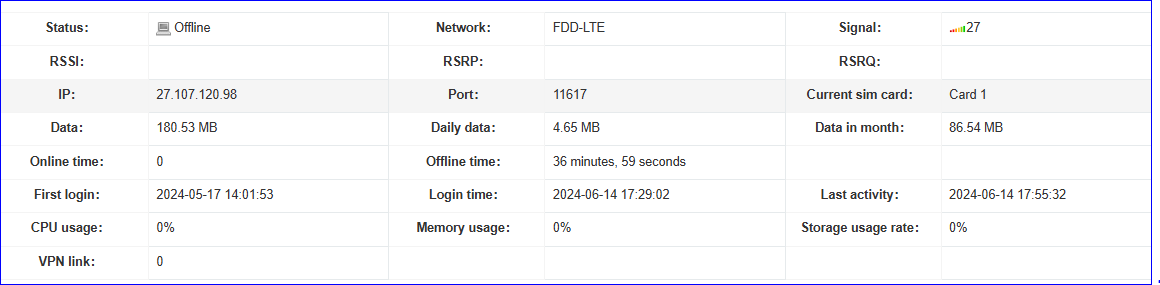 Status: Offline Network: FDD-LTE Signal: 27
RSSI: RSRP: RSRQ:
IP: 27.107.120.98 Port: 11617 Current sim card: Card 1
Data: 180.53 MB Daily data: 4.65 MB Data in month: 86.54 MB
Online time: 0 Offline time: 36 minutes, 59 seconds
First login: 2024-05-17 14:01:53 Login time: 2024-06-14 17:29:02 Last activity: 2024-06-14 17:55:32
CPU usage: 0% Memory usage: 0% Storage usage rate: 0%
VPN link: 0